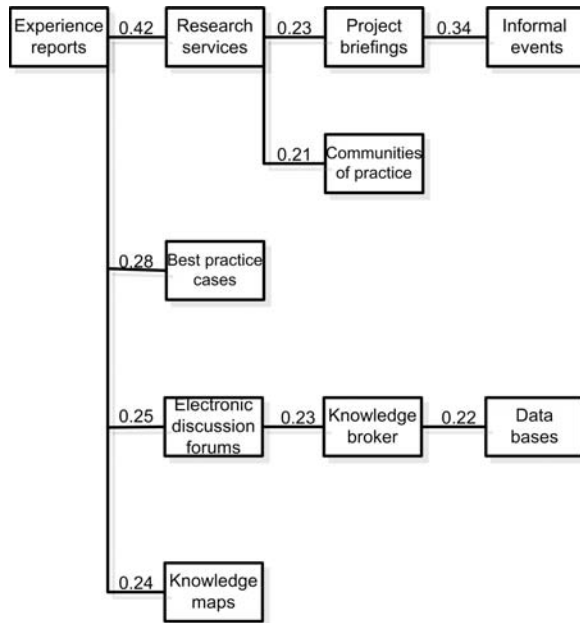 Experience
reports
0.42
Research
services
0.23
Project
briefings
0.34
Informal
events
0.21
Communities
of practice
0.28
Best practice
cases
0.25
Electronic
discussion
forums
0.23
Knowledge
broker
0.22
Data
bases
0.24
Knowledge
maps